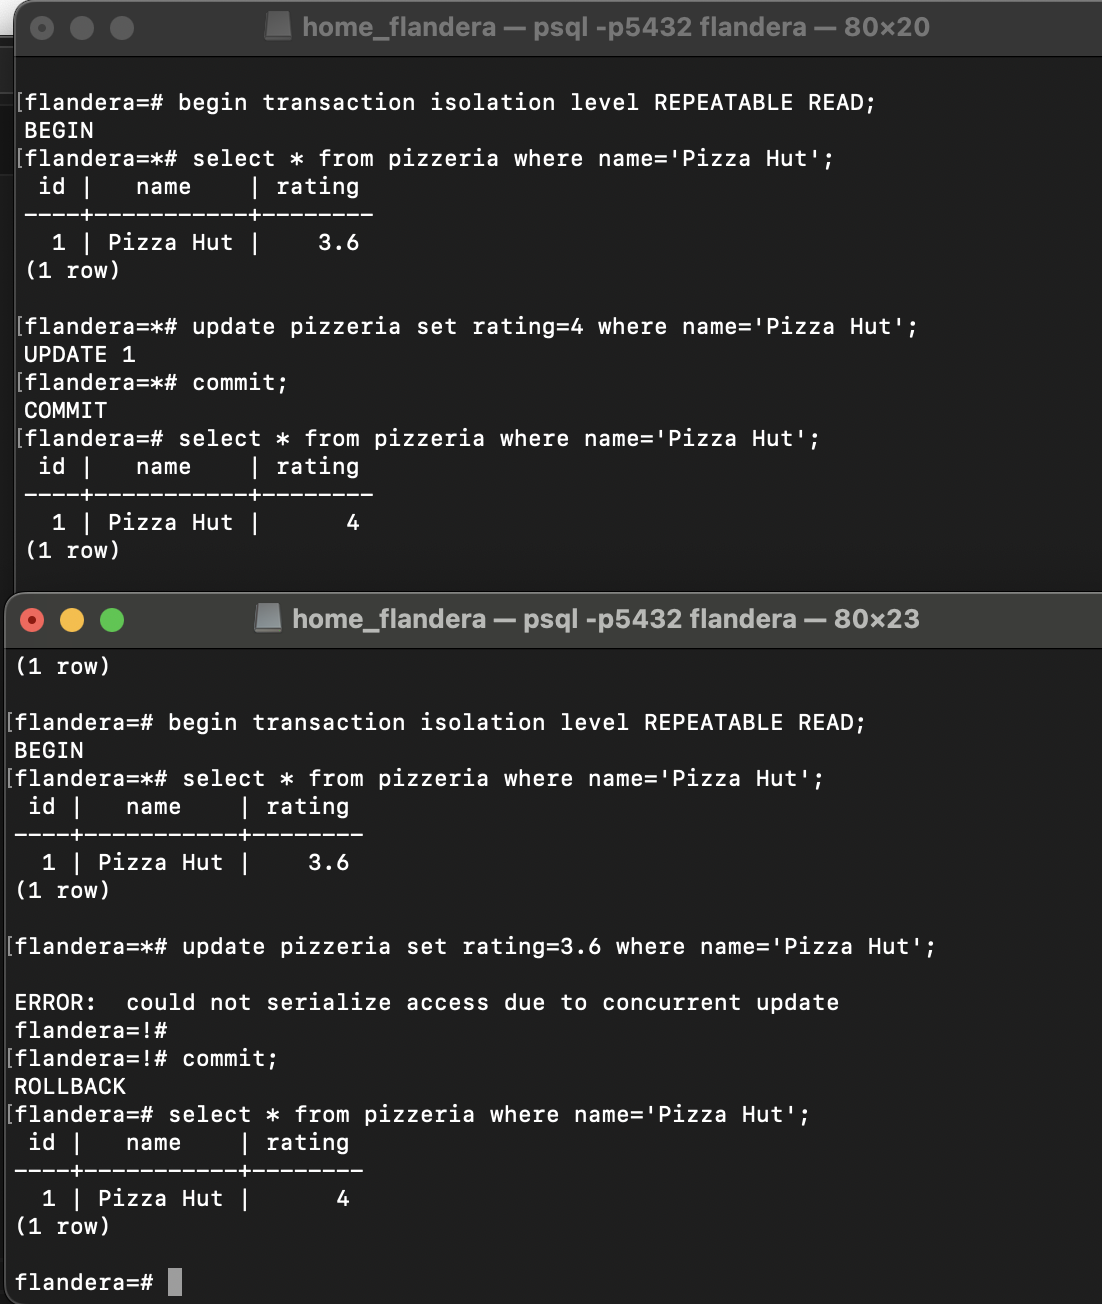 home_flandera — psql -p5432 flandera — 80×20
[flandera=# begin transaction isolation level REPEATABLE READ;
BEGIN
[flandera=*# select * from pizzeria where name='Pizza Hut';
 id |   name    | rating
----+-----------+--------
  1 | Pizza Hut |    3.6
(1 row)
[flandera=*# update pizzeria set rating=4 where name='Pizza Hut';
UPDATE 1
[flandera=*# commit;
COMMIT
[flandera=# select * from pizzeria where name='Pizza Hut';
 id |   name    | rating
----+-----------+--------
  1 | Pizza Hut |      4
(1 row)
home_flandera — psql -p5432 flandera — 80×23
(1 row)
[flandera=# begin transaction isolation level REPEATABLE READ;
BEGIN
[flandera=*# select * from pizzeria where name='Pizza Hut';
 id |   name    | rating
----+-----------+--------
  1 | Pizza Hut |    3.6
(1 row)
[flandera=*# update pizzeria set rating=3.6 where name='Pizza Hut';
ERROR:  could not serialize access due to concurrent update
flandera=!#
[flandera=!# commit;
ROLLBACK
[flandera=# select * from pizzeria where name='Pizza Hut';
 id |   name    | rating
----+-----------+--------
  1 | Pizza Hut |      4
(1 row)
flandera=#